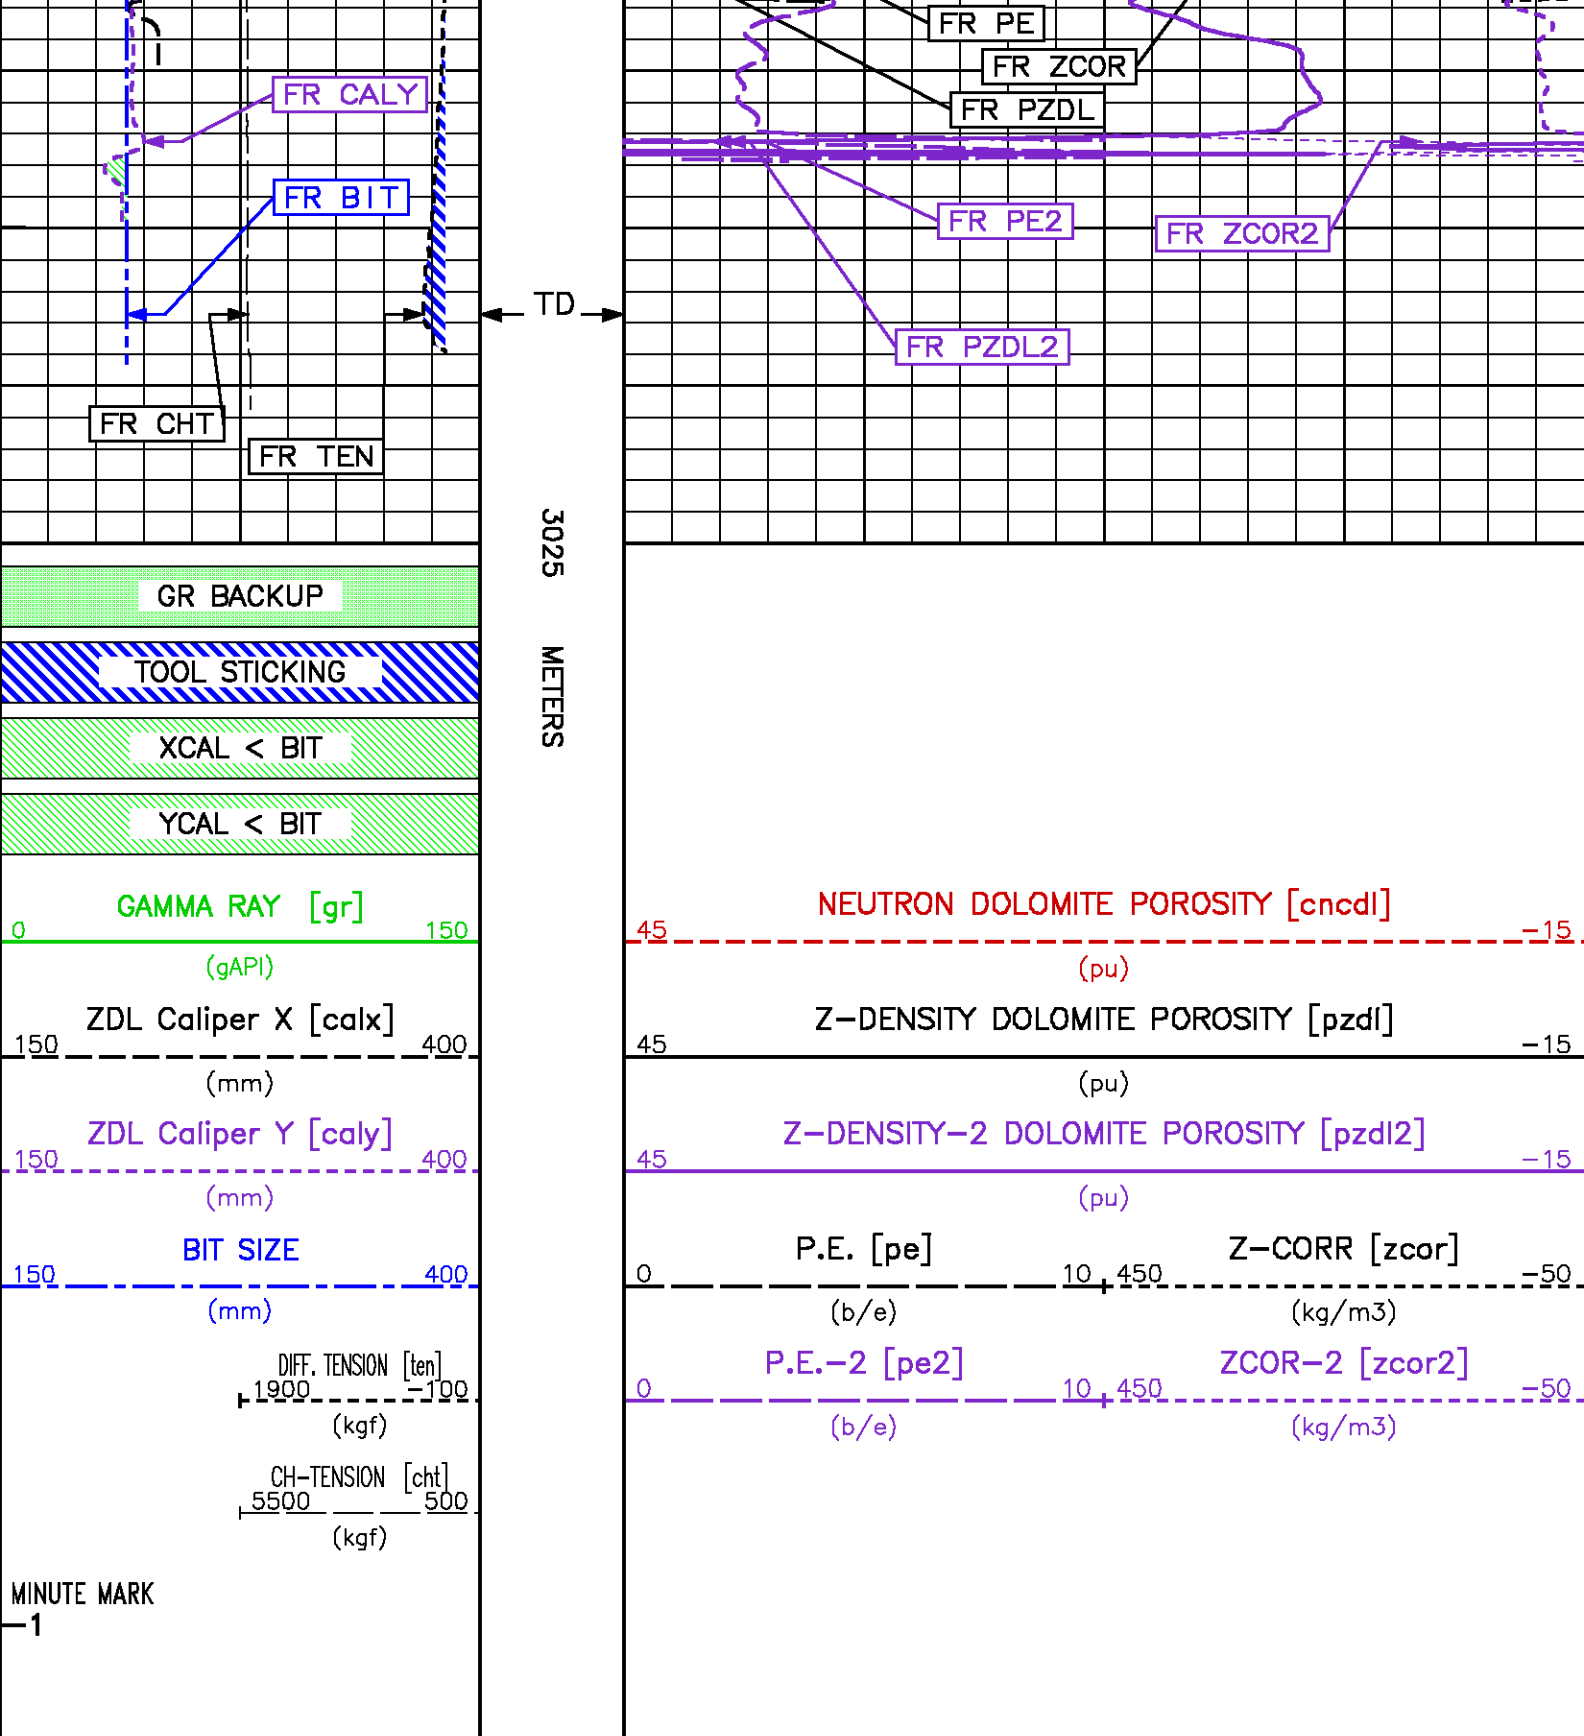 FR PE
FR ZCOR
FR PZDL
FR CALY
FR BIT
FR PE2
FR ZCOR2
TD
FR PZDL2
FR CHT
FR TEN
3025 METERS
GR BACKUP
TOOL STICKING
XCAL < BIT
YCAL < BIT
GAMMA RAY [gr]
0 150
(gAPI)
ZDL Caliper X [calx]
150 400
(mm)
ZDL Caliper Y [caly]
150 400
(mm)
BIT SIZE
150 400
(mm)
DIFF. TENSION [ten]
1900 -100
(kgf)
CH-TENSION [cht]
5500 500
(kgf)
MINUTE MARK
-1
NEUTRON DOLOMITE POROSITY [cncdl]
45 -15
(pu)
Z-DENSITY DOLOMITE POROSITY [pzdl]
45 -15
(pu)
Z-DENSITY-2 DOLOMITE POROSITY [pzdl2]
45 -15
(pu)
P.E. [pe] Z-CORR [zcor]
0 10 450 -50
(b/e) (kg/m3)
P.E.-2 [pe2] ZCOR-2 [zcor2]
0 10 450 -50
(b/e) (kg/m3)